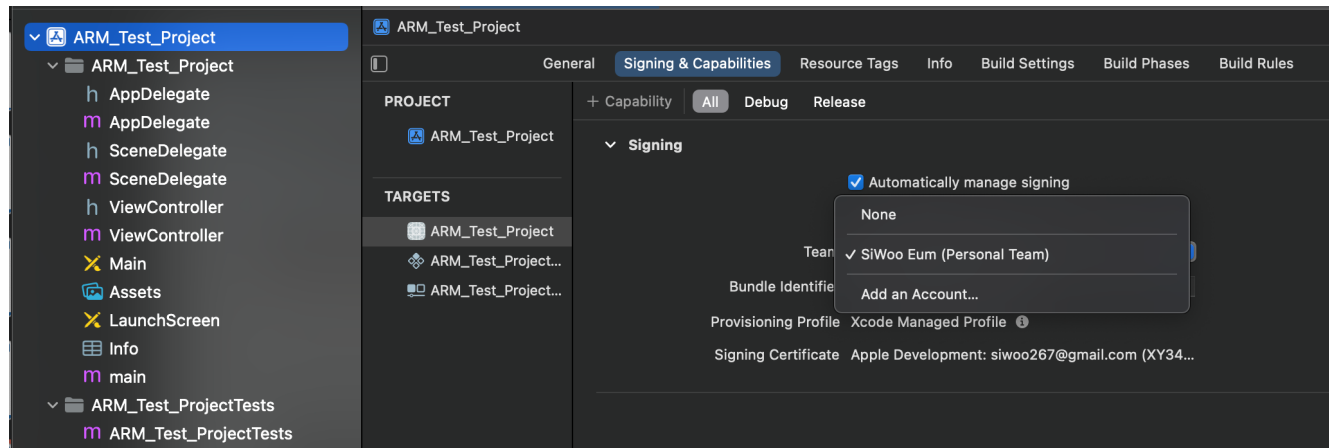 ARM_Test_Project
ARM_Test_Project
h AppDelegate
m AppDelegate
h SceneDelegate
m SceneDelegate
h ViewController
m ViewController
Main
Assets
LaunchScreen
Info
m main
ARM_Test_ProjectTests
m ARM_Test_ProjectTests
ARM_Test_Project
General Signing & Capabilities Resource Tags Info Build Settings Build Phases Build Rules
PROJECT
ARM_Test_Project
TARGETS
ARM_Test_Project
ARM_Test_Project...
ARM_Test_Project...
+ Capability All Debug Release
Signing
Automatically manage signing
None
Team ✓ SiWoo Eum (Personal Team)
Bundle Identifie
Add an Account...
Provisioning Profile Xcode Managed Profile
Signing Certificate Apple Development: siwoo267@gmail.com (XY34...